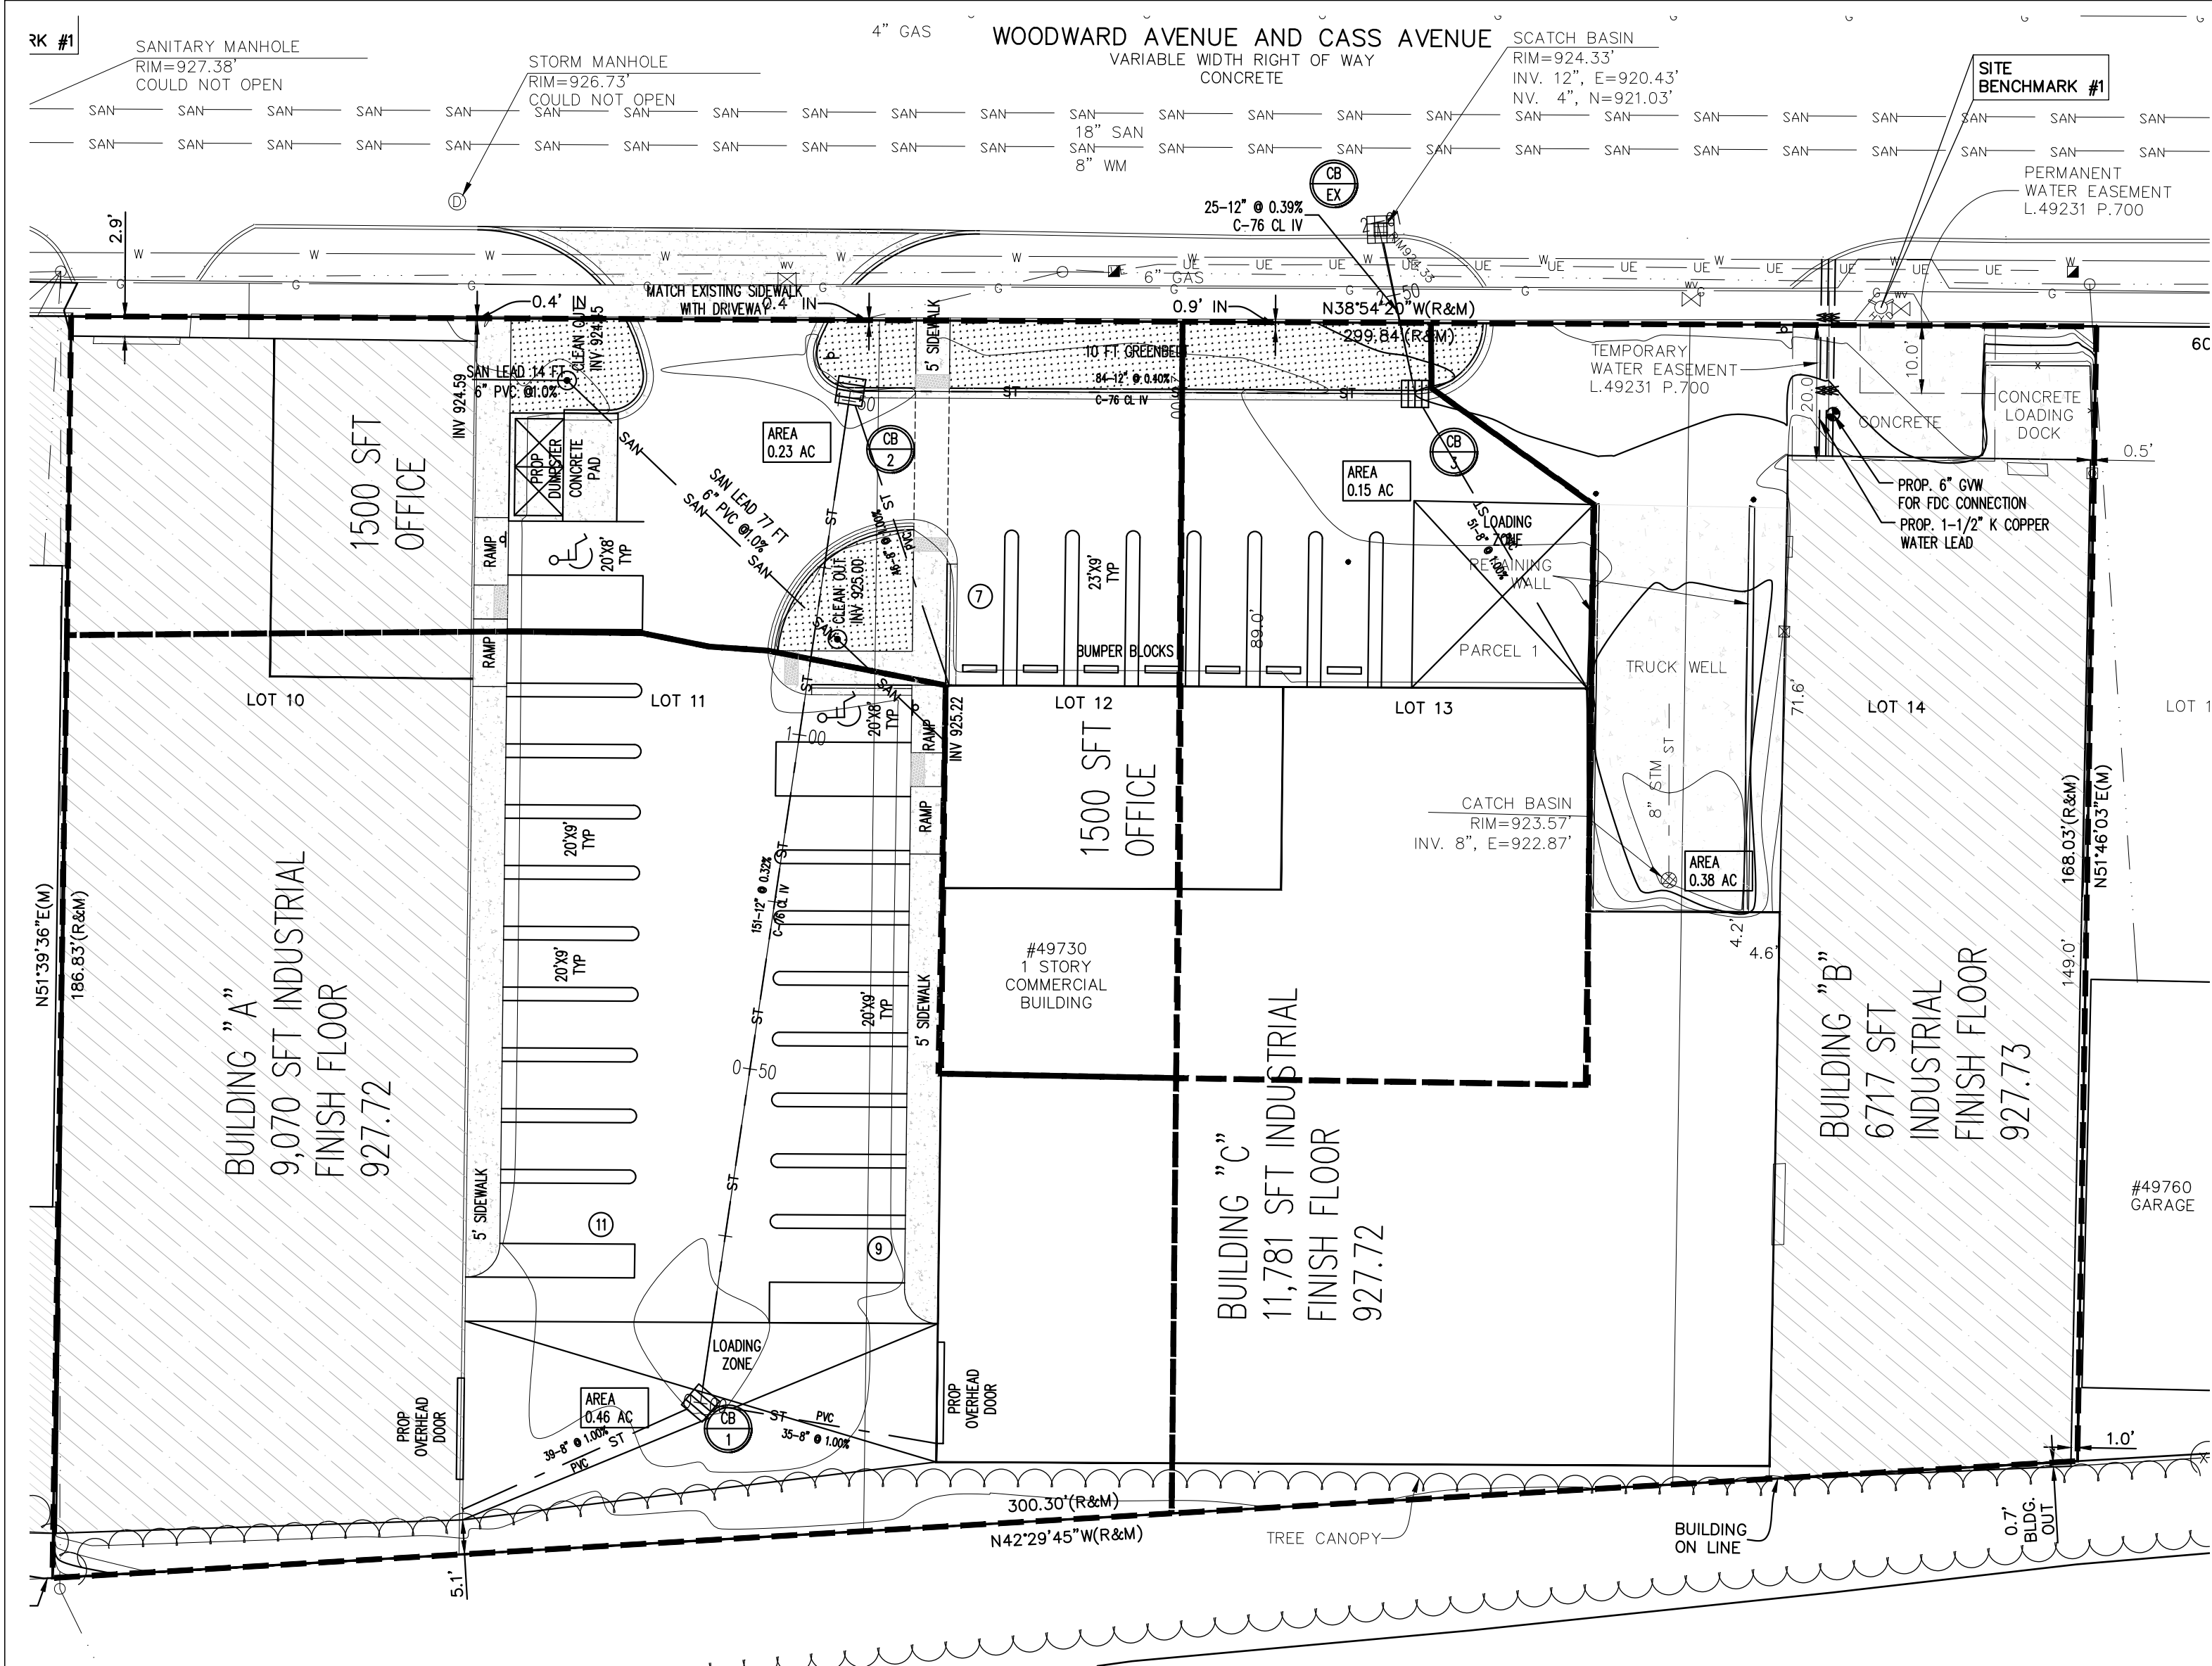 RK #1
SANITARY MANHOLE
RIM=927.38'
COULD NOT OPEN
STORM MANHOLE
RIM=926.73'
COULD NOT OPEN
4" GAS
WOODWARD AVENUE AND CASS AVENUE
VARIABLE WIDTH RIGHT OF WAY
CONCRETE
SCATCH BASIN
RIM=924.33'
INV. 12", E=920.43'
NV. 4", N=921.03'
SITE
BENCHMARK #1
18" SAN
8" WM
PERMANENT
WATER EASEMENT
L.49231 P.700
CB
EX
25-12" @ 0.39%
C-76 CL IV
RIM924.33
2.9'
6" GAS
0.4' IN
MATCH EXISTING SIDEWALK
WITH DRIVEWAY
0.4'
0.9' IN
N38°54'20"W(R&M)
299.84'(R&M)
5' SIDEWALK
10 FT GREENBELT
84-12" @ 0.40%
C-76 CL IV
CLEAN OUT
INV 924.45
SAN LEAD 14 FT
6" PVC @1.0%
INV 924.59
1500 SFT
OFFICE
PROP
DUMPSTER
CONCRETE
PAD
AREA
0.23 AC
CB
2
AREA
0.15 AC
CB
3
TEMPORARY
WATER EASEMENT
L.49231 P.700
20.0
10.0'
CONCRETE
CONCRETE
LOADING
DOCK
60
0.5'
PROP. 6" GVW
FOR FDC CONNECTION
PROP. 1-1/2" K COPPER
WATER LEAD
SAN LEAD 77 FT
6" PVC @1.0%
RAMP
20'X8'
TYP
RAMP
CLEAN OUT
INV 925.00
7
23'X9'
TYP
89.0'
BUMPER BLOCKS
LOADING
ZONE
51-8" @ 1.00%
RETAINING
WALL
PARCEL 1
TRUCK WELL
LOT 10
LOT 11
LOT 12
LOT 13
LOT 14
LOT 1
71.6'
20'X8'
TYP
RAMP
INV 925.22
1+00
RAMP
1500 SFT
OFFICE
8" STM ST
CATCH BASIN
RIM=923.57'
INV. 8", E=922.87'
AREA
0.38 AC
168.03'(R&M)
N51°46'03"E(M)
N51°39'36"E(M)
186.83'(R&M)
20'X9'
TYP
20'X9'
TYP
151-12" @ 0.32%
C-76 CL IV
20'X9'
TYP
5' SIDEWALK
#49730
1 STORY
COMMERCIAL
BUILDING
4.2'
4.6'
149.0'
BUILDING "A"
9,070 SFT INDUSTRIAL
FINISH FLOOR
927.72
0+50
BUILDING "B"
6717 SFT
INDUSTRIAL
FINISH FLOOR
927.73
BUILDING "C"
11,781 SFT INDUSTRIAL
FINISH FLOOR
927.72
5' SIDEWALK
11
9
#49760
GARAGE
LOADING
ZONE
PROP
OVERHEAD
DOOR
AREA
0.46 AC
CB
1
39-8" @ 1.00%
ST
PVC
ST PVC
35-8" @ 1.00%
PROP
OVERHEAD
DOOR
1.0'
300.30'(R&M)
N42°29'45"W(R&M)
TREE CANOPY
BUILDING
ON LINE
0.7'
BLDG.
OUT
5.1'